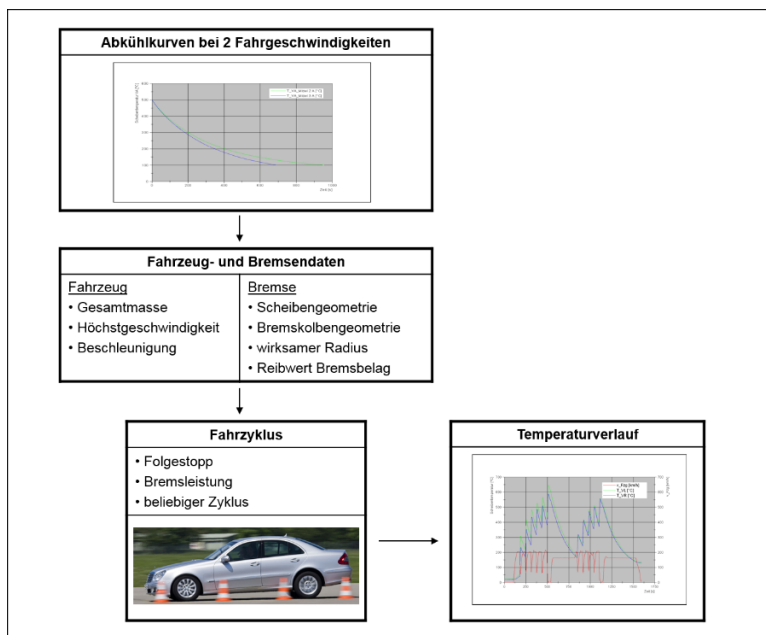 Abkühlkurven bei 2 Fahrgeschwindigkeiten
Fahrzeug- und Bremsendaten
Fahrzeug
• Gesamtmasse
• Höchstgeschwindigkeit
• Beschleunigung
Bremse
• Scheibengeometrie
• Bremskolbengeometrie
• wirksamer Radius
• Reibwert Bremsbelag
Fahrzyklus
• Folgestopp
• Bremsleistung
• beliebiger Zyklus
Temperaturverlauf